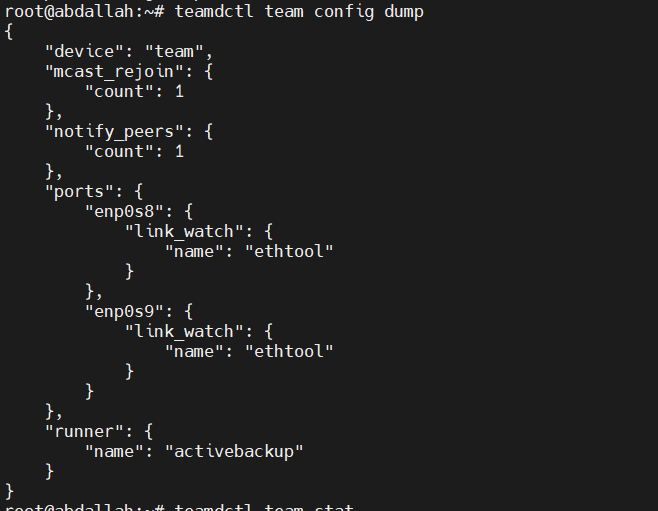 root@abdallah:~# teamdctl team config dump
{
    "device": "team",
    "mcast_rejoin": {
        "count": 1
    },
    "notify_peers": {
        "count": 1
    },
    "ports": {
        "enp0s8": {
            "link_watch": {
                "name": "ethtool"
            }
        },
        "enp0s9": {
            "link_watch": {
                "name": "ethtool"
            }
        }
    },
    "runner": {
        "name": "activebackup"
    }
}
root@abdallah:~# teamdctl team stat